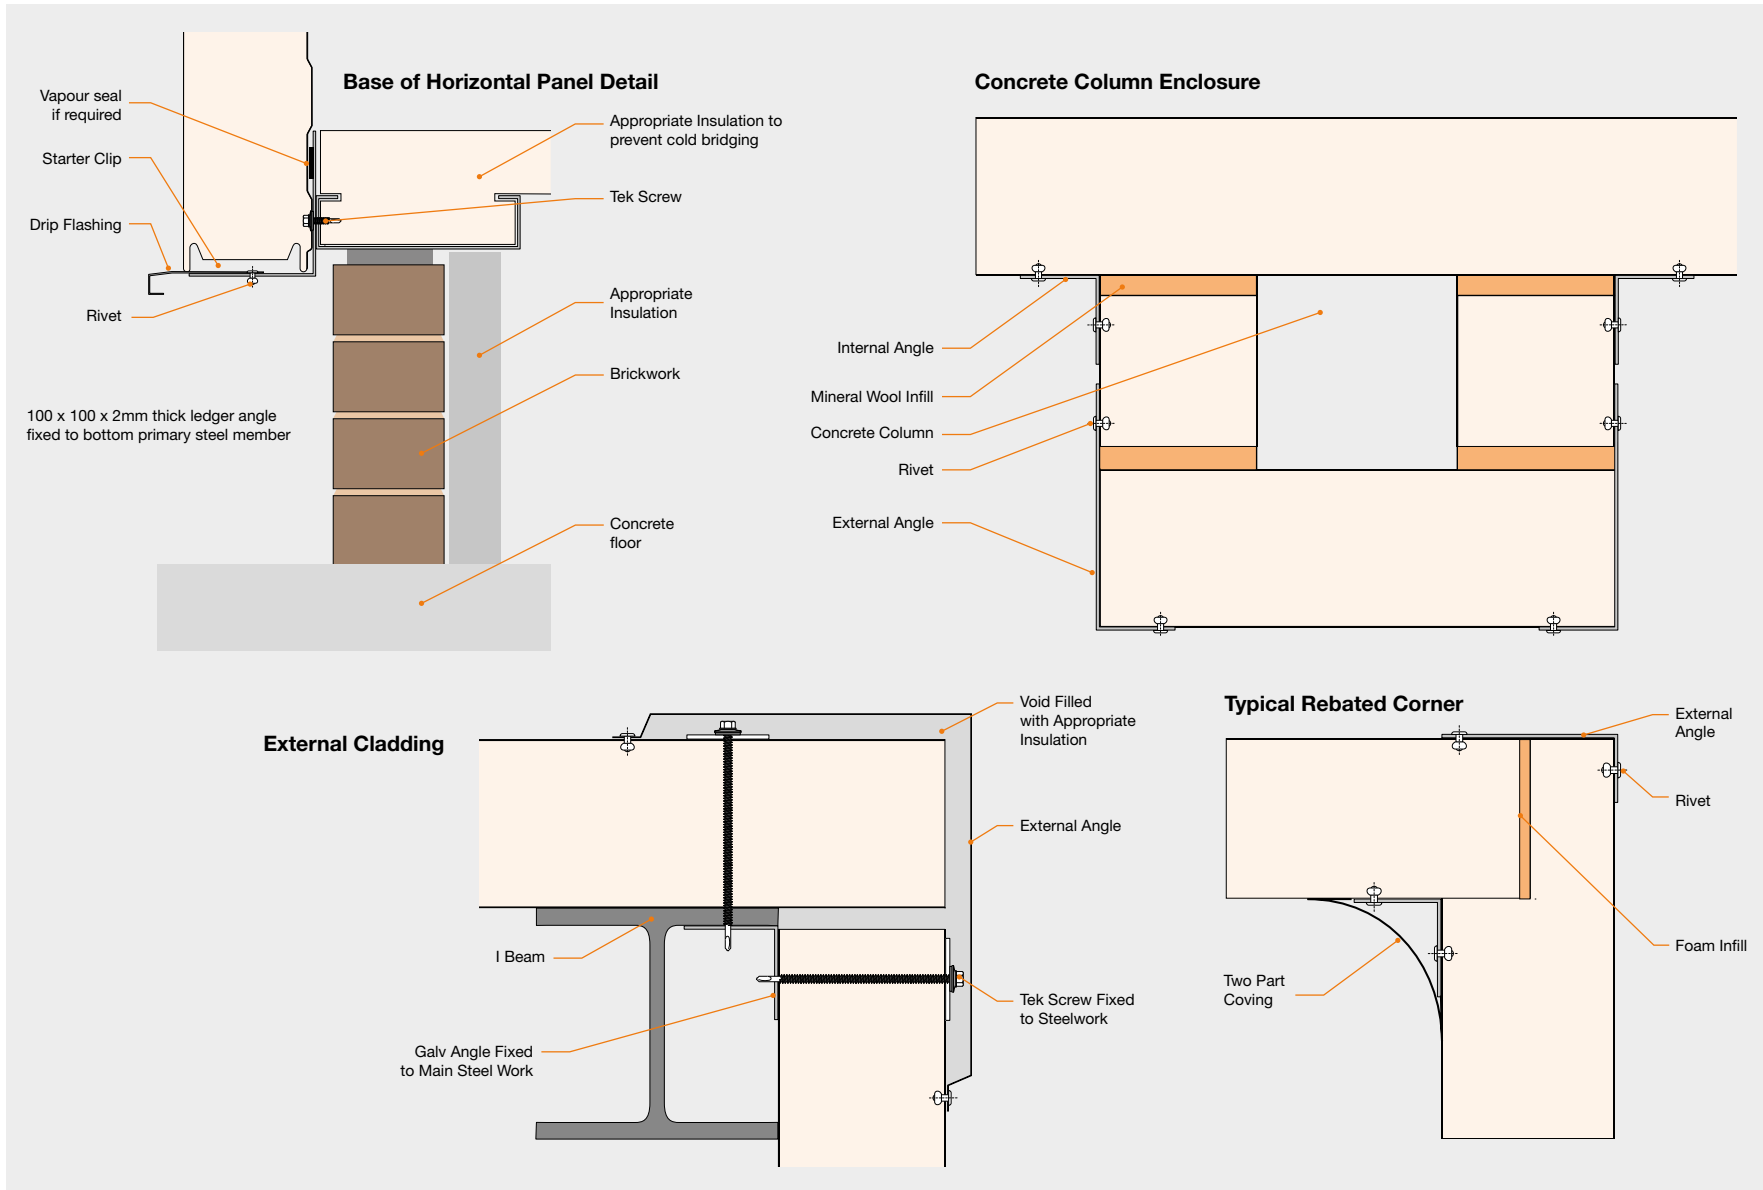 Base of Horizontal Panel Detail
Vapour seal
if required
Starter Clip
Drip Flashing
Rivet
100 x 100 x 2mm thick ledger angle
fixed to bottom primary steel member
Appropriate Insulation to
prevent cold bridging
Tek Screw
Appropriate
Insulation
Brickwork
Concrete
floor
Concrete Column Enclosure
Internal Angle
Mineral Wool Infill
Concrete Column
Rivet
External Angle
External Cladding
Void Filled
with Appropriate
Insulation
External Angle
I Beam
Tek Screw Fixed
to Steelwork
Galv Angle Fixed
to Main Steel Work
Typical Rebated Corner
External
Angle
Rivet
Foam Infill
Two Part
Coving